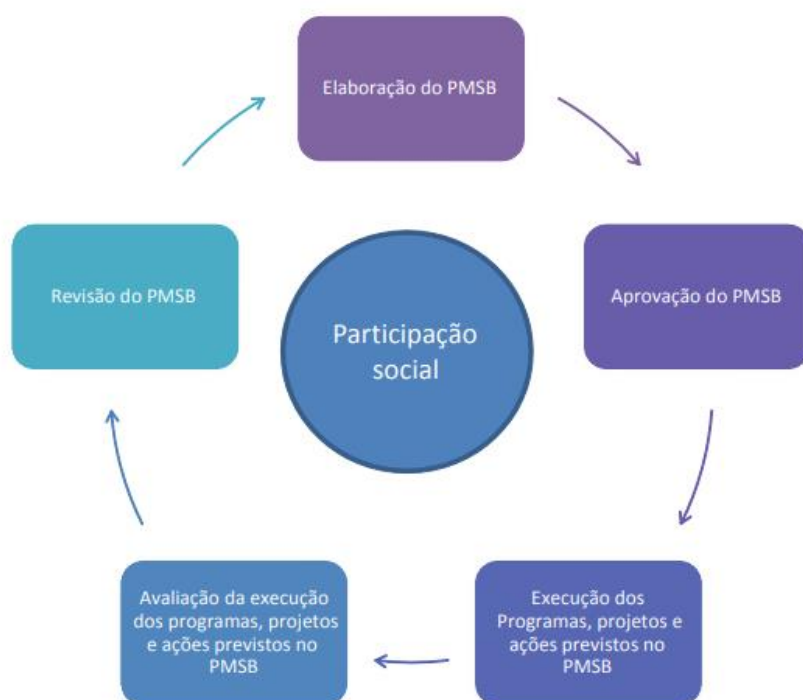 Elaboração do PMSB
Aprovação do PMSB
Execução dos
Programas, projetos e
ações previstos no
PMSB
Avaliação da execução
dos programas, projetos
e ações previstos no
PMSB
Revisão do PMSB
Participação
social